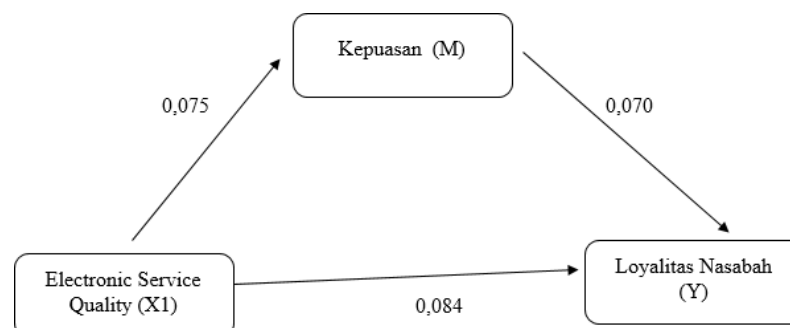 Kepuasan (M)
0,075
0,070
Electronic Service
Quality (X1)
0,084
Loyalitas Nasabah
(Y)